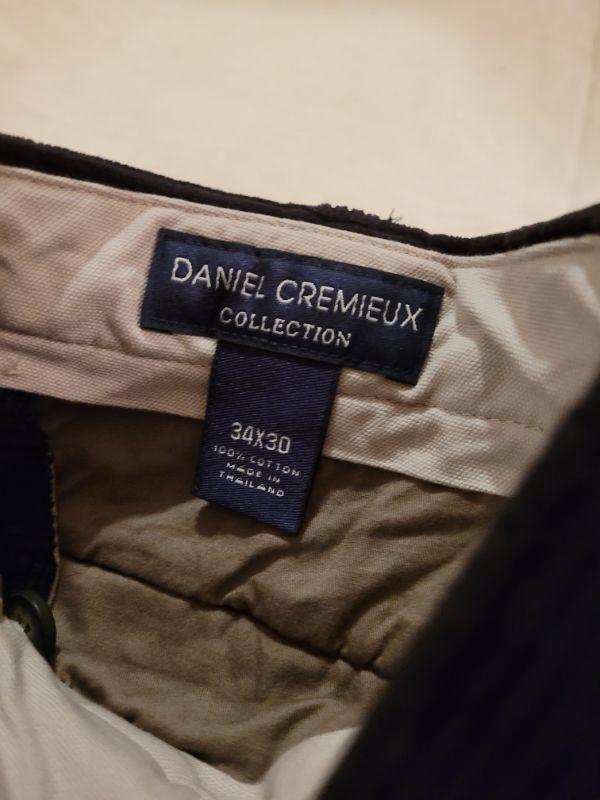 DANIEL CREMIEUX
COLLECTION
34X30
100% COTTON
MADE IN
THAILAND